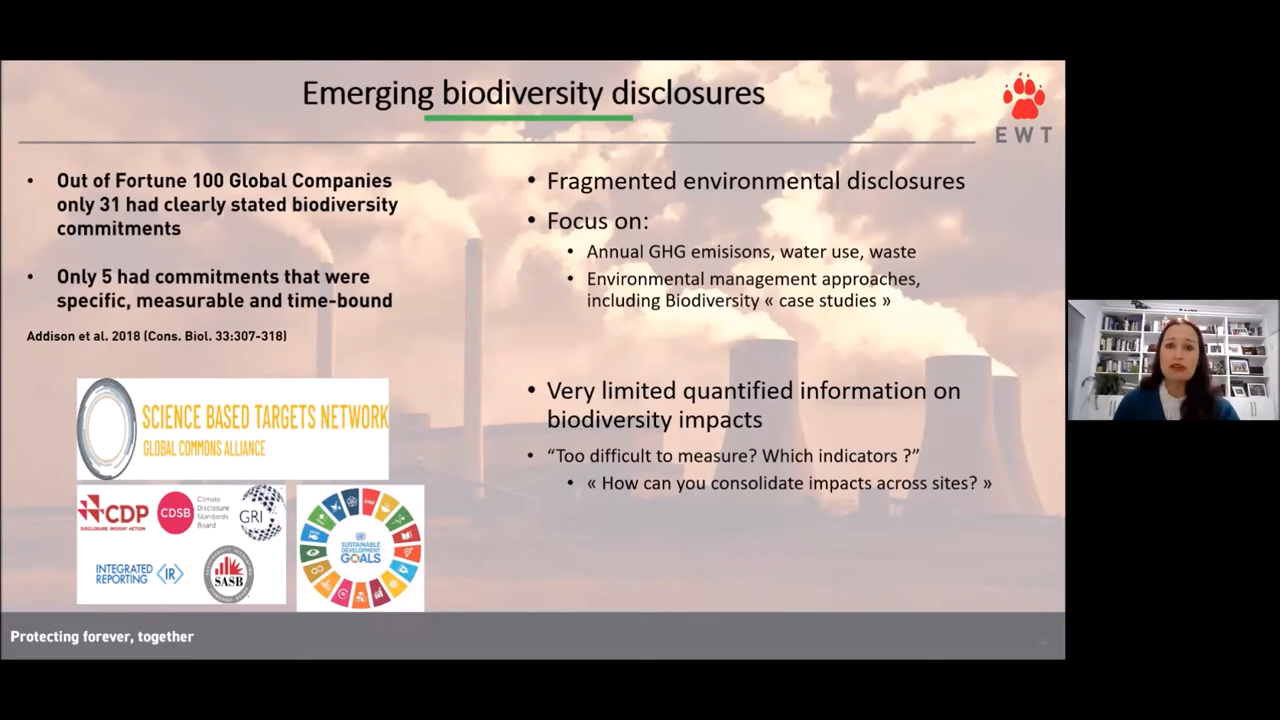 Emerging biodiversity disclosures
EWT
• Out of Fortune 100 Global Companies
only 31 had clearly stated biodiversity
commitments
• Only 5 had commitments that were
specific, measurable and time-bound
Addison et al. 2018 (Cons. Biol. 33:307-318)
SCIENCE BASED TARGETS NETWORK
GLOBAL COMMONS ALLIANCE
CDP
DISCLOSURE INSIGHT ACTION
CDSB
Climate
Disclosure
Standards
Board
GRI
INTEGRATED
REPORTING
<IR>
SASB
SUSTAINABLE
DEVELOPMENT
GOALS
• Fragmented environmental disclosures
• Focus on:
• Annual GHG emisisons, water use, waste
• Environmental management approaches,
including Biodiversity « case studies »
• Very limited quantified information on
biodiversity impacts
• “Too difficult to measure? Which indicators ?”
• « How can you consolidate impacts across sites? »
Protecting forever, together